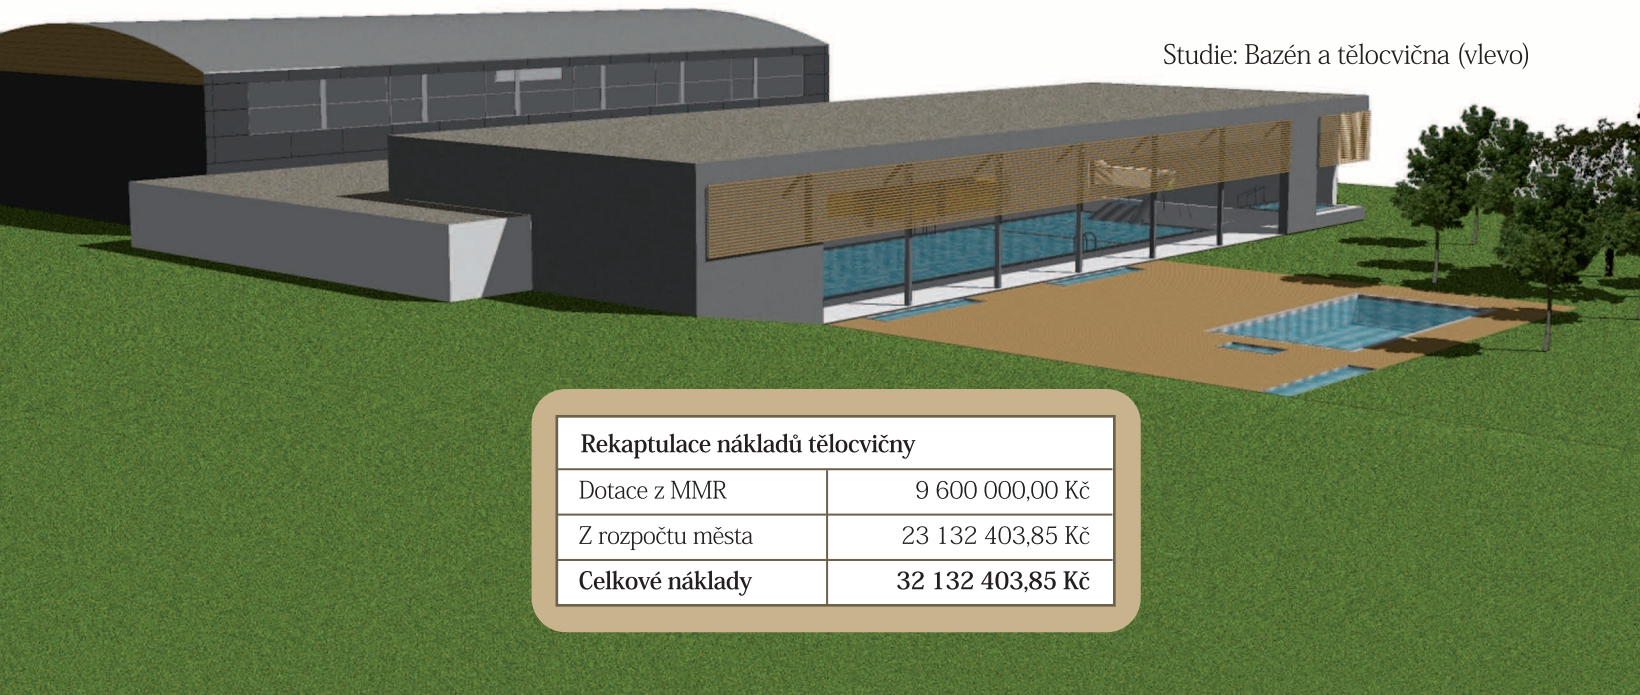 Studie: Bazén a tělocvična (vlevo)
Rekaptulace nákladů tělocvičny
Dotace z MMR 9 600 000,00 Kč
Z rozpočtu města 23 132 403,85 Kč
Celkové náklady 32 132 403,85 Kč